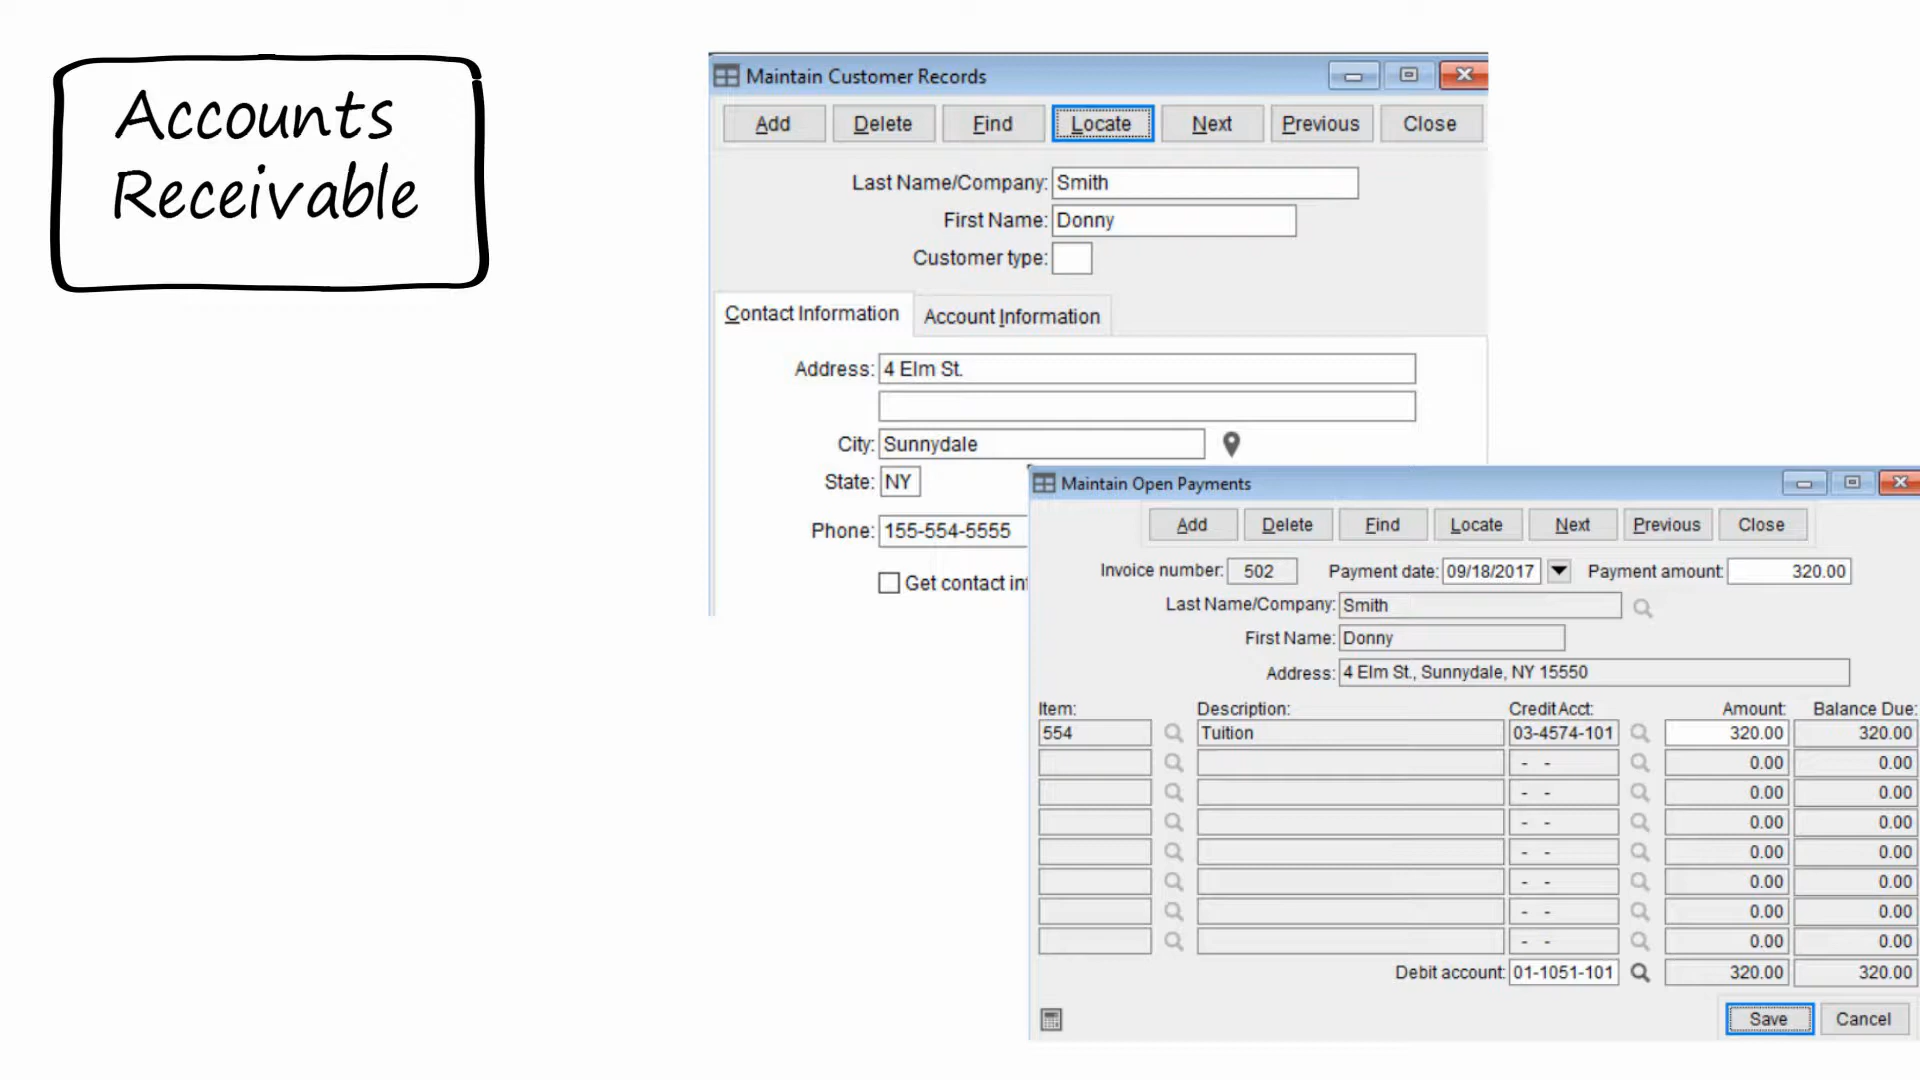 Accounts
Receivable
Maintain Customer Records
Add Delete Find Locate Next Previous Close
Last Name/Company: Smith
First Name: Donny
Customer type:
Contact Information Account Information
Address: 4 Elm St.
City: Sunnydale
State: NY
Phone: 155-554-5555
Get contact in
Maintain Open Payments
Add Delete Find Locate Next Previous Close
Invoice number: 502 Payment date: 09/18/2017 Payment amount: 320.00
Last Name/Company: Smith
First Name: Donny
Address: 4 Elm St., Sunnydale, NY 15550
Item: Description: Credit Acct: Amount: Balance Due:
554 Tuition 03-4574-101 320.00 320.00
- - 0.00 0.00
- - 0.00 0.00
- - 0.00 0.00
- - 0.00 0.00
- - 0.00 0.00
- - 0.00 0.00
- - 0.00 0.00
Debit account: 01-1051-101 320.00 320.00
Save Cancel